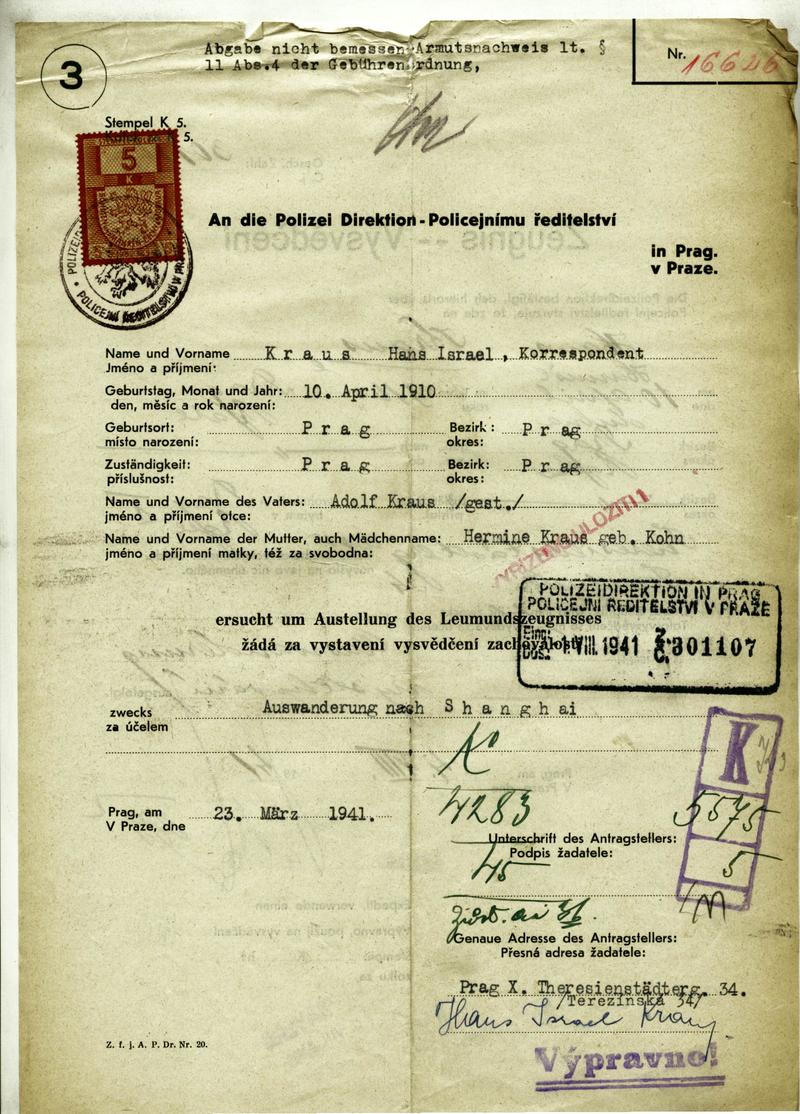 3
Abgabe nicht bemessen Armutsnachweis lt. §
11 Abs.4 der Gebührenordnung,
Nr. 16626
Stempel K 5.
5
K
An die Polizei Direktion - Policejnímu ředitelství
in Prag.
v Praze.
POLICEJNÍ ŘEDITELSTVÍ V PRAZE
Name und Vorname K r a u s Hans Israel , Korrespondent
Jméno a příjmení:
Geburtstag, Monat und Jahr: 10. April 1910
den, měsíc a rok narození:
Geburtsort: P r a g Bezirk : P r ag
místo narození: okres:
Zuständigkeit: P r a g Bezirk: P r ag
příslušnost: okres:
Name und Vorname des Vaters: Adolf Kraus /gest./
jméno a příjmení otce:
Name und Vorname der Mutter, auch Mädchenname: Hermine Kraus geb. Kohn
jméno a příjmení matky, též za svobodna:
POLIZEIDIREKTION IN PRAG
POLICEJNÍ ŘEDITELSTVÍ V PRAZE
ersucht um Austellung des Leumundszeugnisses
žádá za vystavení vysvědčení zachovalosti
VIII. 1941 301107
zwecks Auswanderung nach S h a n g h a i
za účelem
K
4283
5575
Prag, am 23. März 1941.
V Praze, dne
Unterschrift des Antragstellers:
Podpis žadatele:
45
5
Genaue Adresse des Antragstellers:
Přesná adresa žadatele:
Prag X. Theresienstädterg. 34.
/Terezínská 34/
Hans Israel Kraus
Z. f. j. A. P. Dr. Nr. 20.
Výpravno!